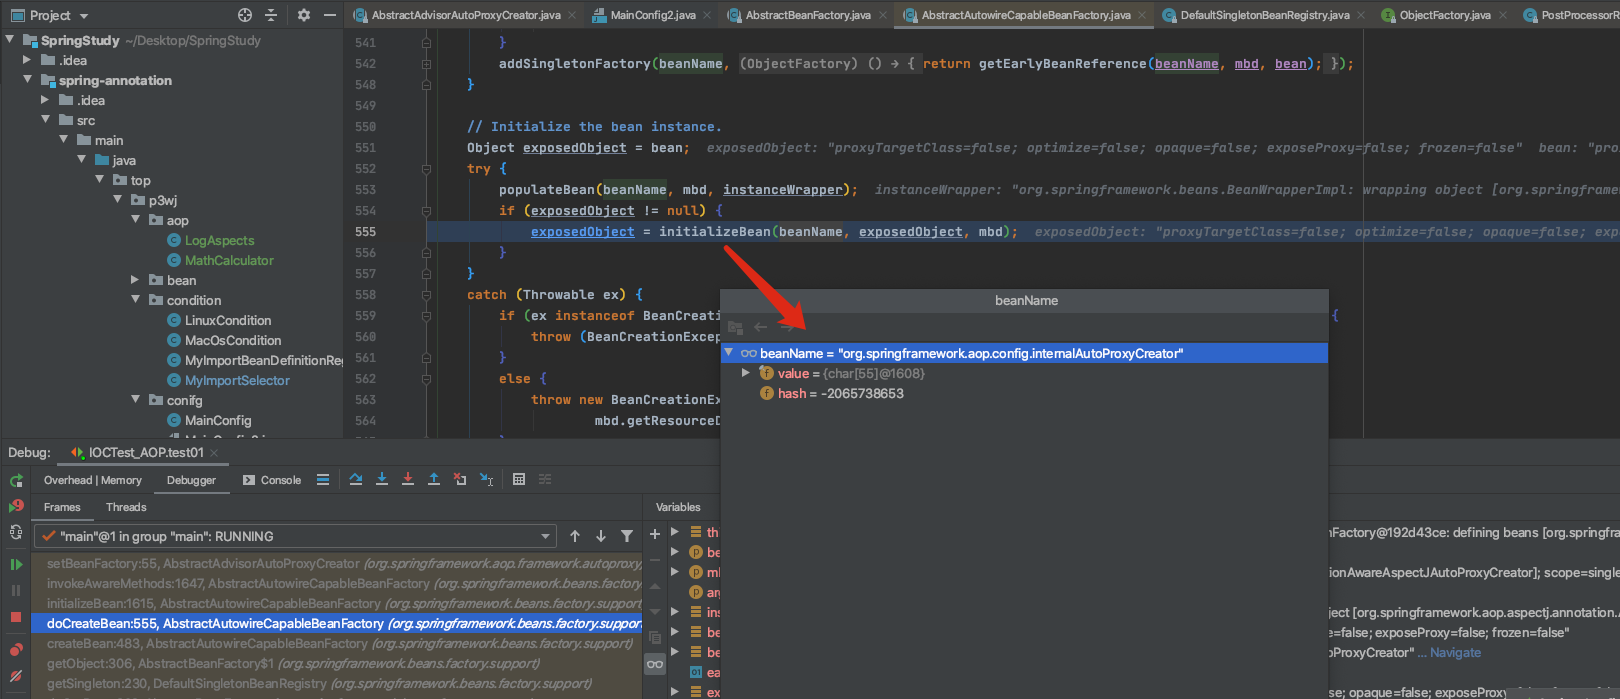 Project
AbstractAdvisorAutoProxyCreator.java
MainConfig2.java
AbstractBeanFactory.java
AbstractAutowireCapableBeanFactory.java
DefaultSingletonBeanRegistry.java
ObjectFactory.java
PostProcessorR
SpringStudy ~/Desktop/SpringStudy
.idea
spring-annotation
.idea
src
main
java
top
p3wj
aop
LogAspects
MathCalculator
bean
condition
LinuxCondition
MacOsCondition
MyImportBeanDefinitionReg
MyImportSelector
conifg
MainConfig
541 }
542 addSingletonFactory(beanName, (ObjectFactory) () → { return getEarlyBeanReference(beanName, mbd, bean); });
548 }
549
550 // Initialize the bean instance.
551 Object exposedObject = bean; exposedObject: "proxyTargetClass=false; optimize=false; opaque=false; exposeProxy=false; frozen=false" bean: "pro
552 try {
553 populateBean(beanName, mbd, instanceWrapper); instanceWrapper: "org.springframework.beans.BeanWrapperImpl: wrapping object [org.springfram
554 if (exposedObject != null) {
555 exposedObject = initializeBean(beanName, exposedObject, mbd); exposedObject: "proxyTargetClass=false; optimize=false; opaque=false; exp
556 }
557 }
558 catch (Throwable ex) {
559 if (ex instanceof BeanCreati {
560 throw (BeanCreationExcep
561 }
562 else {
563 throw new BeanCreationEx
564 mbd.getResourceD
beanName
beanName = "org.springframework.aop.config.internalAutoProxyCreator"
value = {char[55]@1608}
hash = -2065738653
Debug: IOCTest_AOP.test01
Overhead | Memory Debugger Console
Frames Threads Variables
"main"@1 in group "main": RUNNING
setBeanFactory:55, AbstractAdvisorAutoProxyCreator (org.springframework.aop.framework.autoproxy)
invokeAwareMethods:1647, AbstractAutowireCapableBeanFactory (org.springframework.beans.factory.
initializeBean:1615, AbstractAutowireCapableBeanFactory (org.springframework.beans.factory.support
doCreateBean:555, AbstractAutowireCapableBeanFactory (org.springframework.beans.factory.support
createBean:483, AbstractAutowireCapableBeanFactory (org.springframework.beans.factory.support)
getObject:306, AbstractBeanFactory$1 (org.springframework.beans.factory.support)
getSingleton:230, DefaultSingletonBeanRegistry (org.springframework.beans.factory.support)
th nFactory@192d43ce: defining beans [org.springfra
be
m ionAwareAspectJAutoProxyCreator]; scope=single
ar
ins ject [org.springframework.aop.aspectj.annotation.A
be e=false; exposeProxy=false; frozen=false"
be oProxyCreator" ... Navigate
ea
ex se; opaque=false; exposeProxy=false; frozen=false